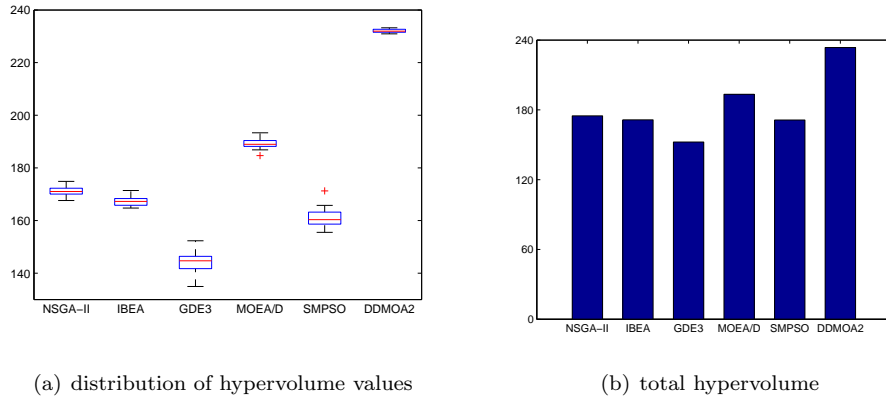 240
220
200
180
160
140
NSGA−II IBEA GDE3 MOEA/D SMPSO DDMOA2
(a) distribution of hypervolume values
240
180
120
60
0
NSGA−II IBEA GDE3 MOEA/D SMPSO DDMOA2
(b) total hypervolume